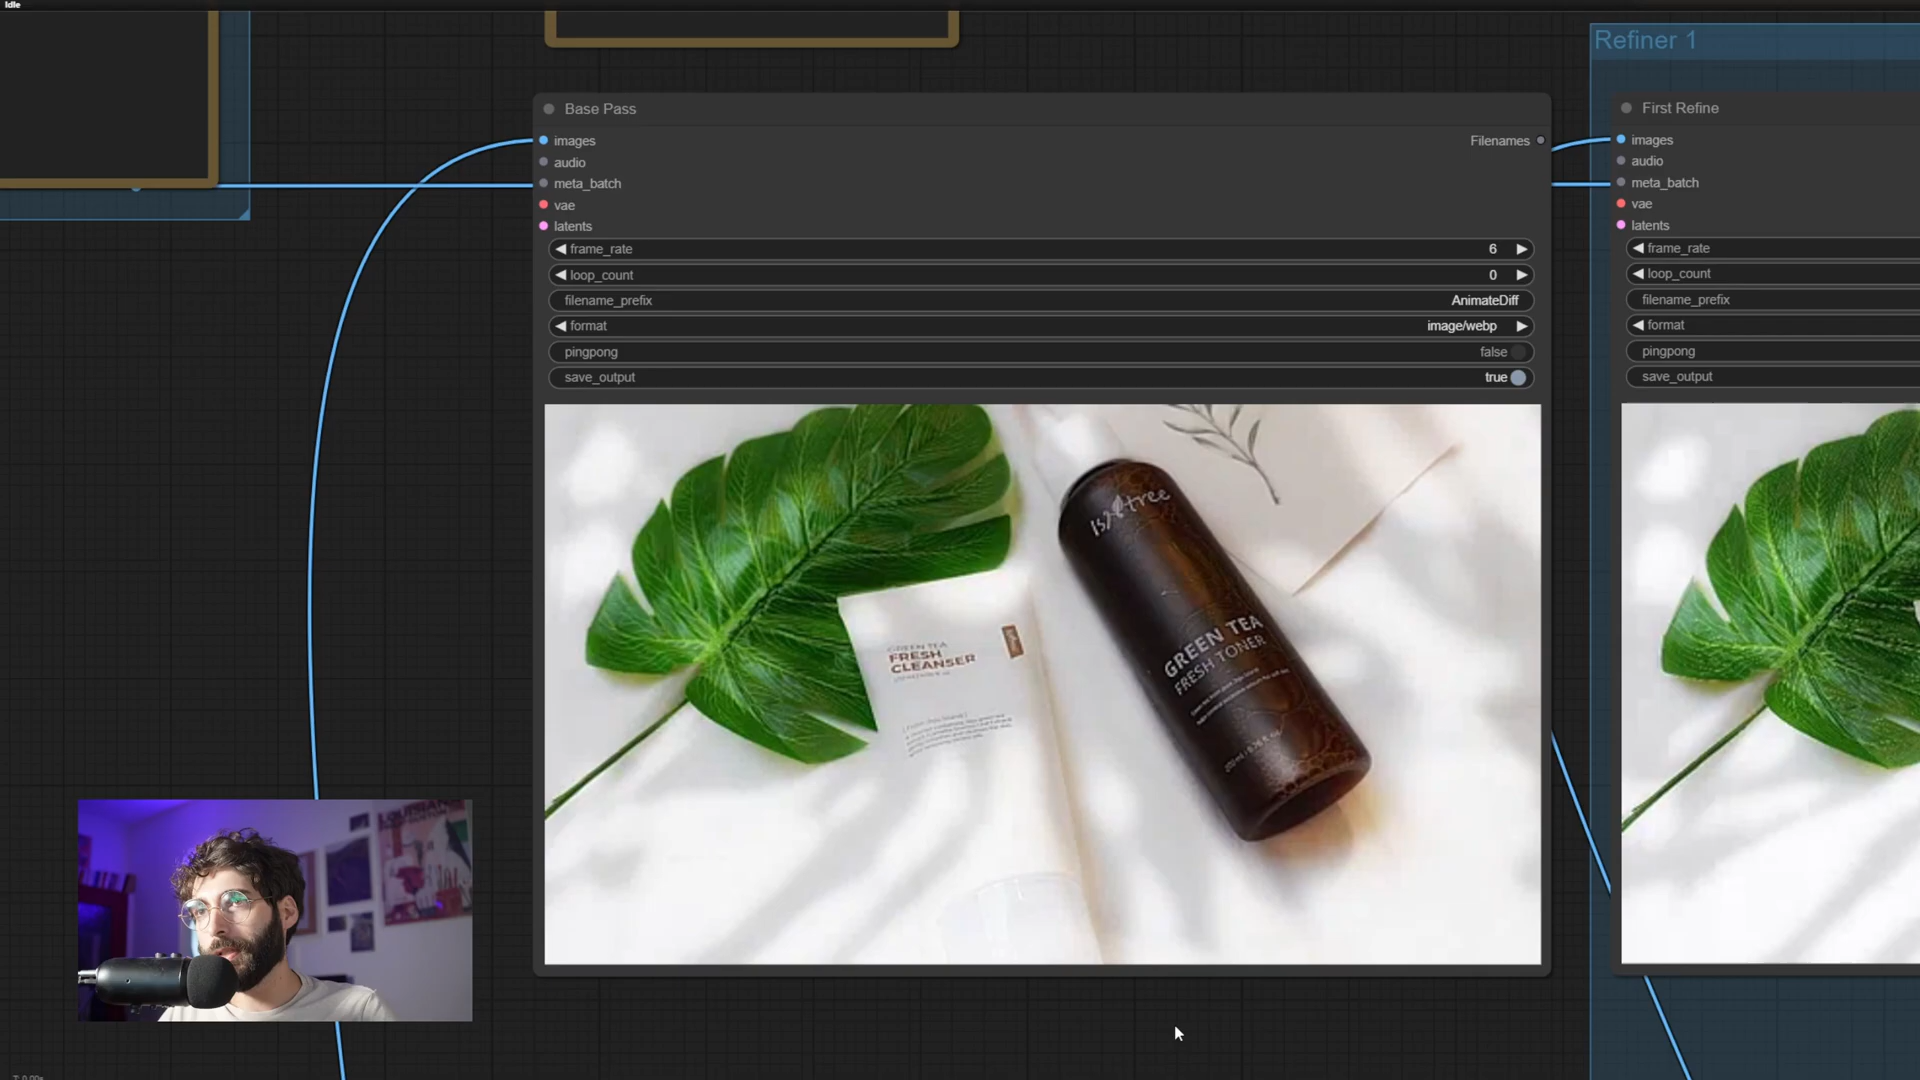 Idle
Refiner 1
Base Pass
First Refine
images
Filenames
images
audio
audio
meta_batch
meta_batch
vae
vae
latents
latents
frame_rate
6
frame_rate
loop_count
0
loop_count
filename_prefix
AnimateDiff
filename_prefix
format
image/webp
format
pingpong
false
pingpong
save_output
true
save_output
GREEN TEA
FRESH TONER
GREEN TEA
FRESH
CLEANSER
T: 0.00s